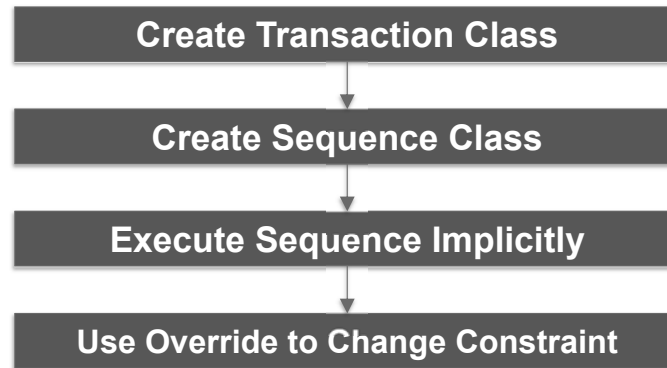 Create Transaction Class
Create Sequence Class
Execute Sequence Implicitly
Use Override to Change Constraint